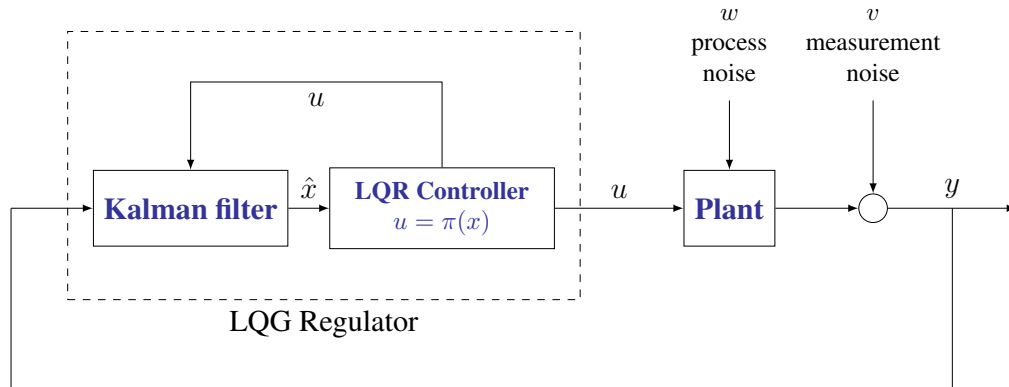 w
process
noise
v
measurement
noise
u
Kalman filter
x̂
LQR Controller
u = π(x)
u
Plant
y
LQG Regulator